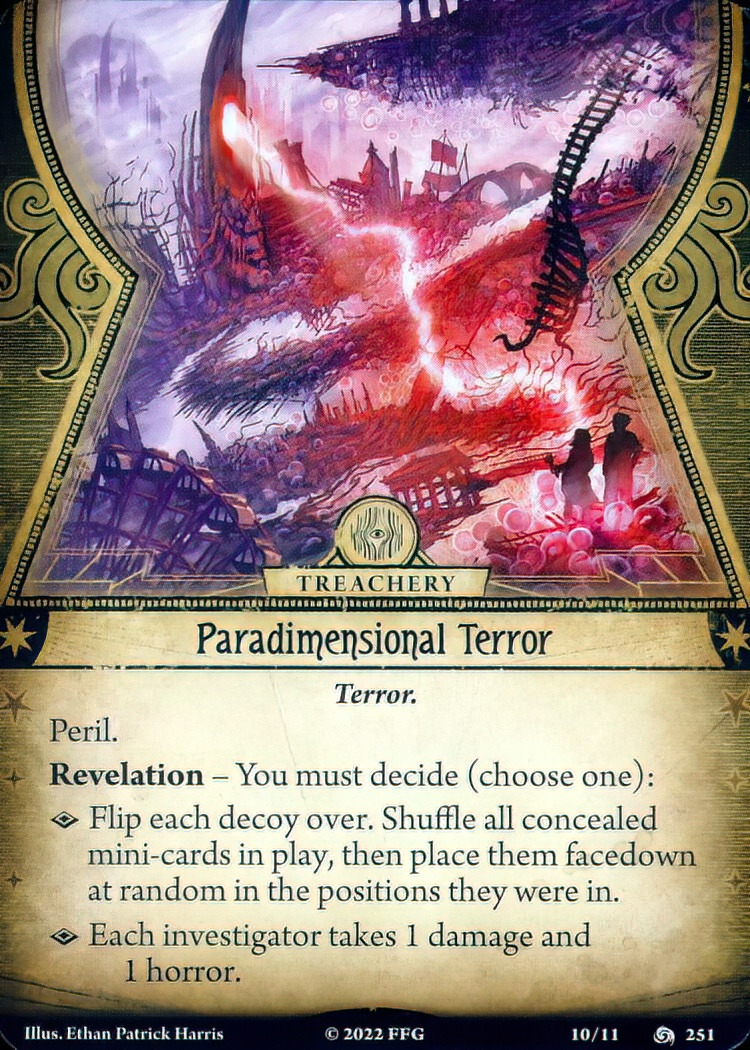 TREACHERY
Paradimensional Terror
Terror.
Peril.
Revelation – You must decide (choose one):
Flip each decoy over. Shuffle all concealed
mini-cards in play, then place them facedown
at random in the positions they were in.
Each investigator takes 1 damage and
1 horror.
Illus. Ethan Patrick Harris © 2022 FFG 10/11 251